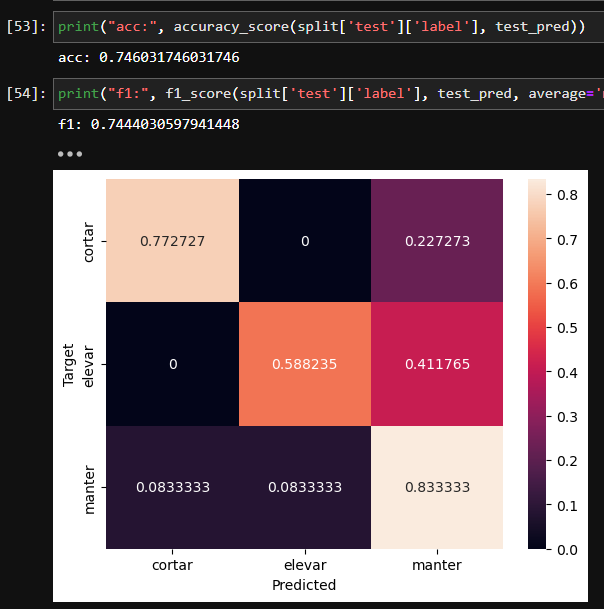 [53]: print("acc:", accuracy_score(split['test']['label'], test_pred))
acc: 0.746031746031746
[54]: print("f1:", f1_score(split['test']['label'], test_pred, average='
f1: 0.7444030597941448
•••
cortar 0.772727 0 0.227273
elevar 0 0.588235 0.411765
manter 0.0833333 0.0833333 0.833333
Target
cortar elevar manter
Predicted
0.8
0.7
0.6
0.5
0.4
0.3
0.2
0.1
0.0